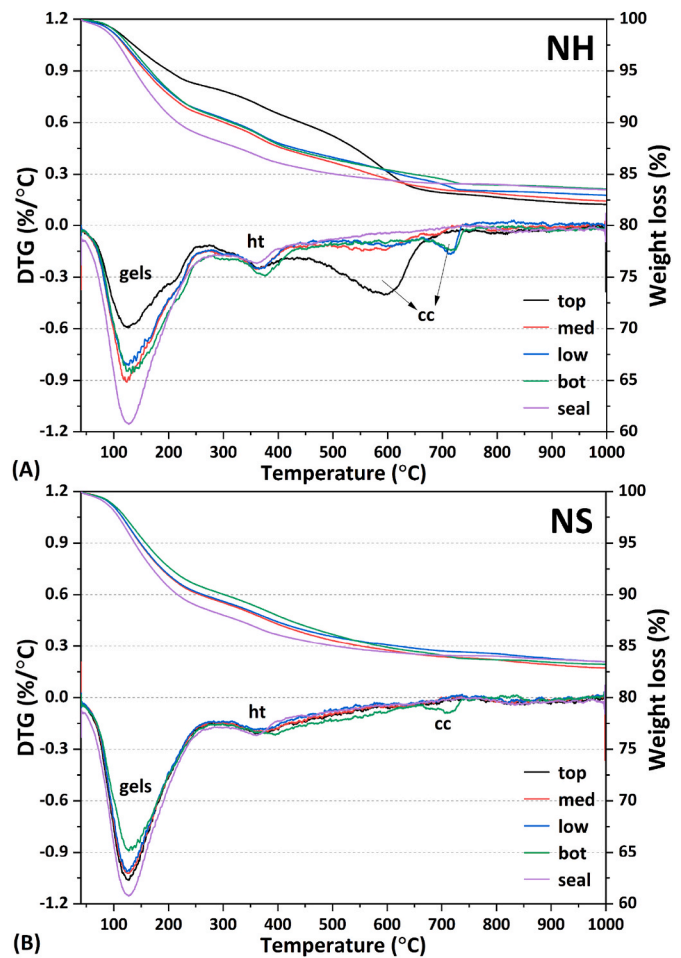 1.2
0.9
0.6
0.3
0.0
-0.3
-0.6
-0.9
-1.2
DTG (%/°C)
NH
gels
ht
cc
top
med
low
bot
seal
100
95
90
85
80
75
70
65
60
Weight loss (%)
100 200 300 400 500 600 700 800 900 1000
Temperature (°C)
(A)
1.2
0.9
0.6
0.3
0.0
-0.3
-0.6
-0.9
-1.2
DTG (%/°C)
NS
gels
ht
cc
top
med
low
bot
seal
100
95
90
85
80
75
70
65
60
Weight loss (%)
100 200 300 400 500 600 700 800 900 1000
Temperature (°C)
(B)